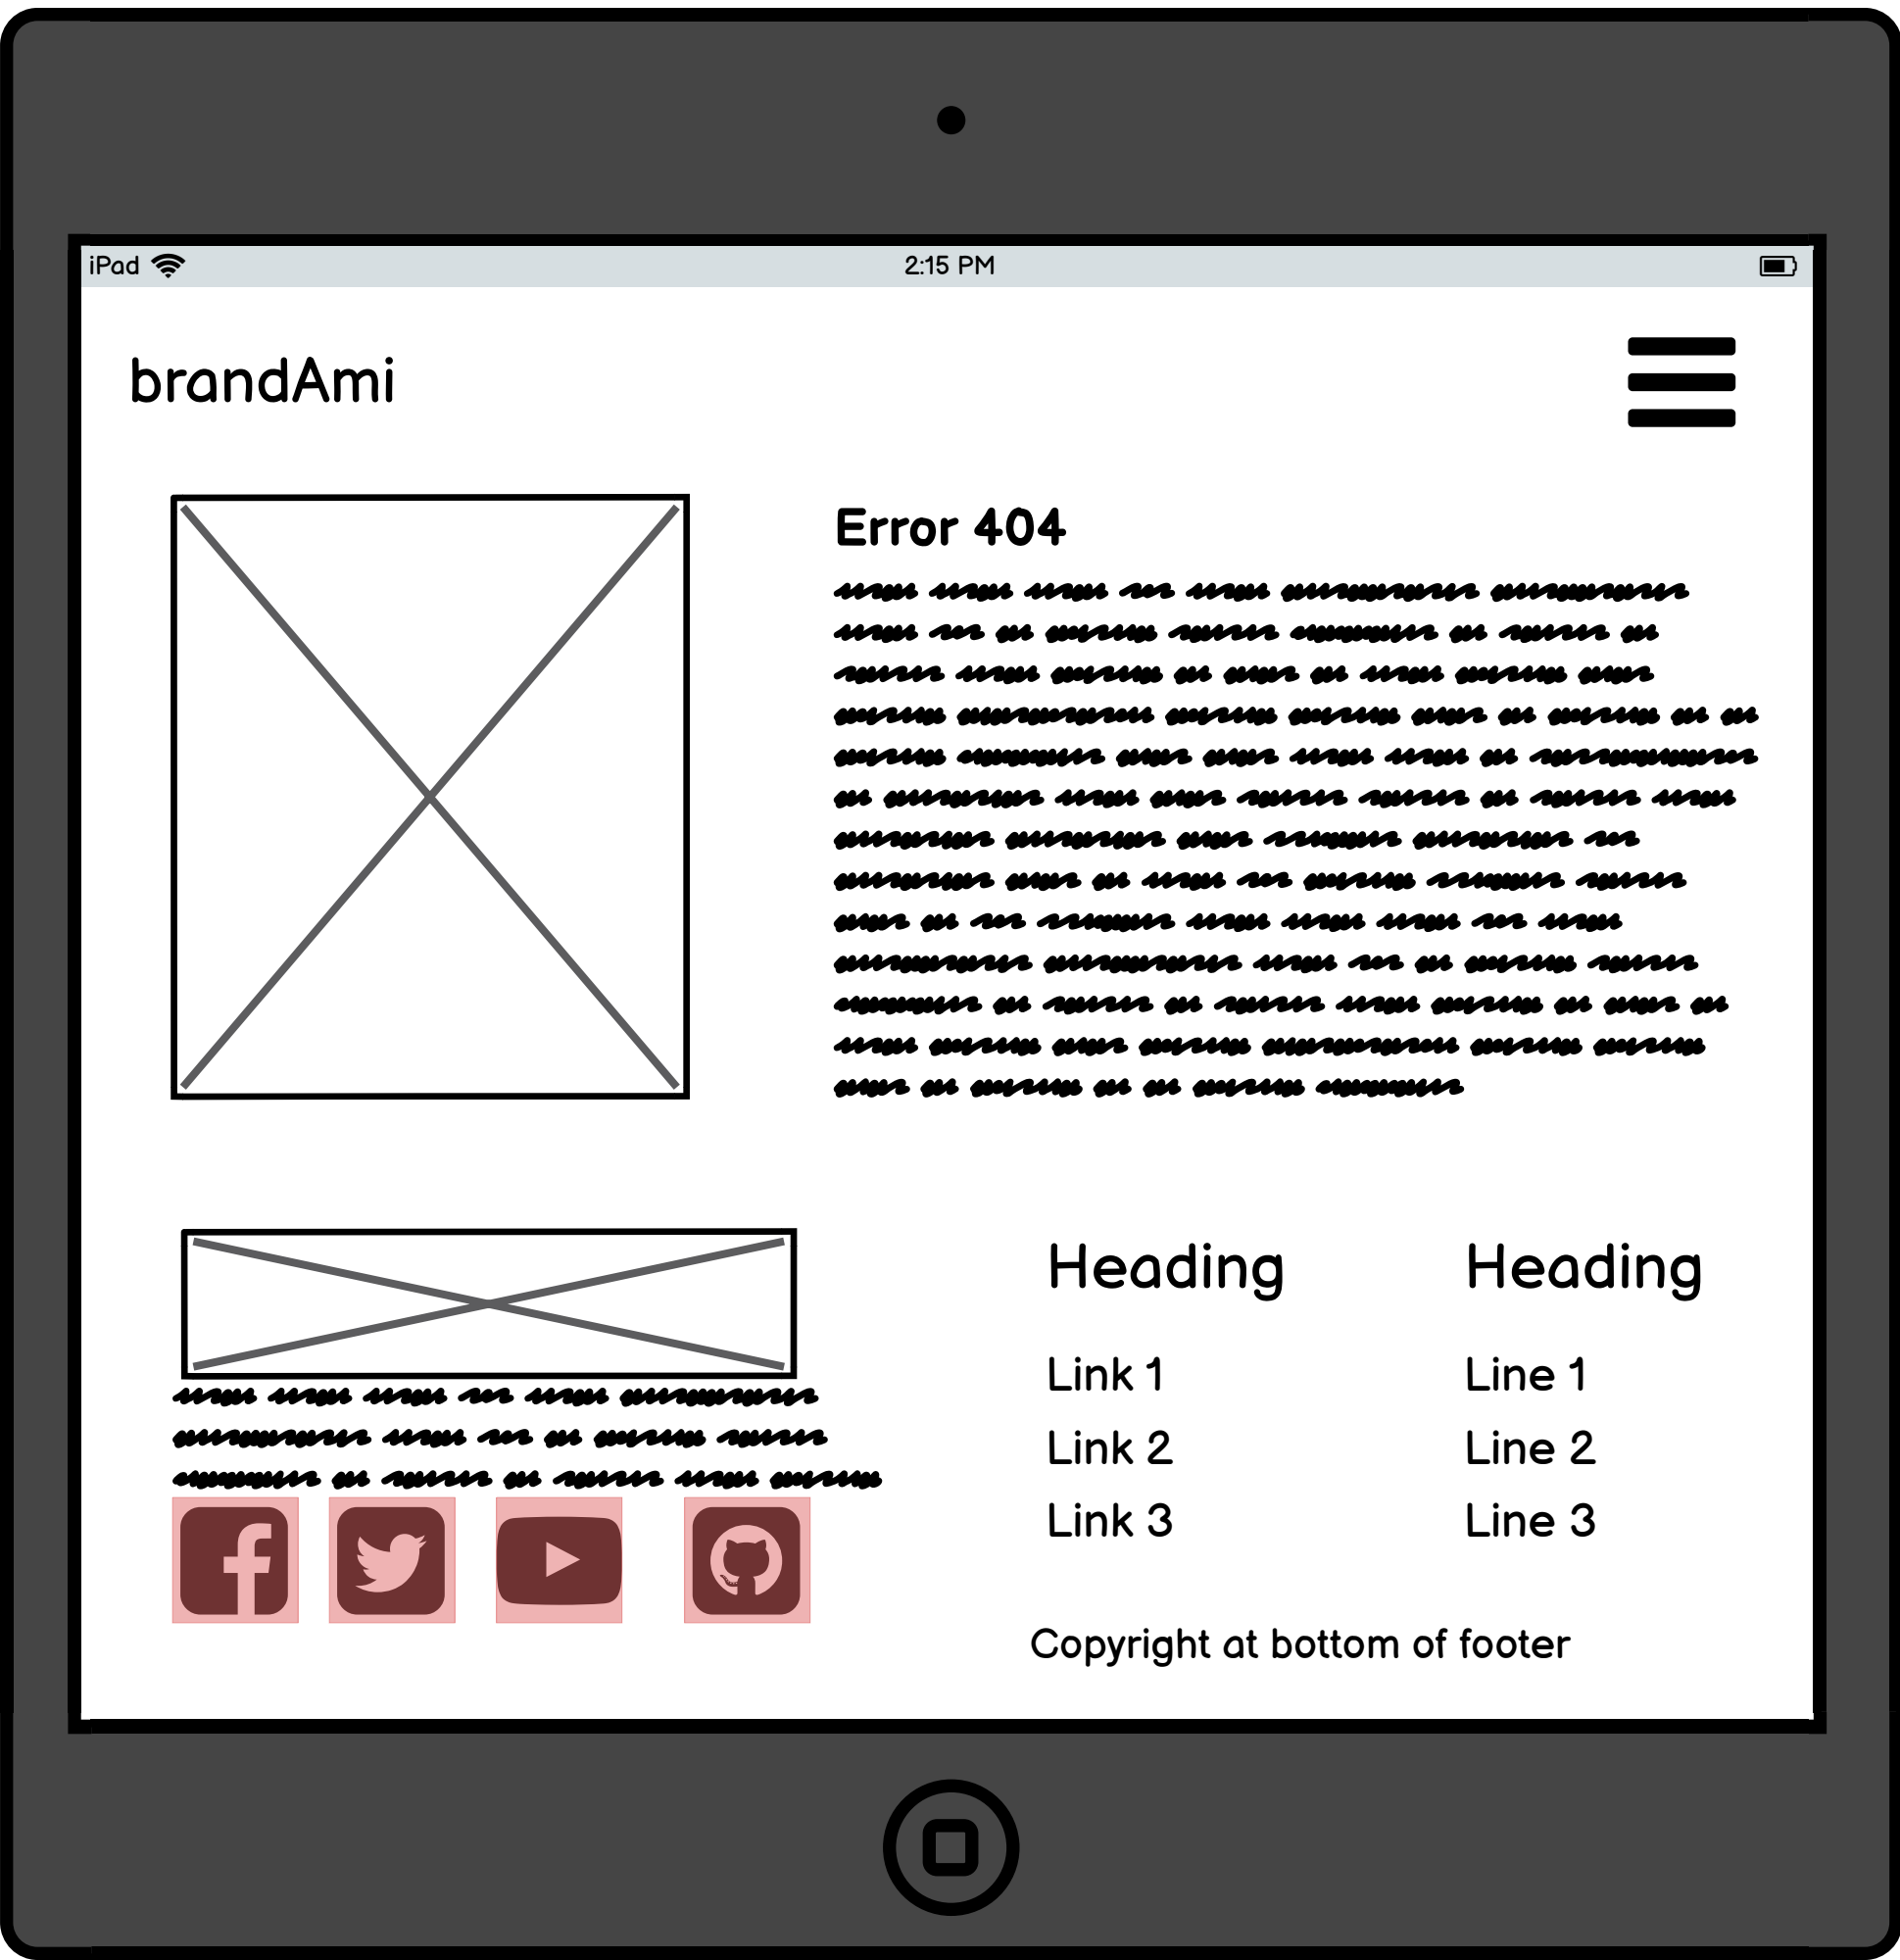 iPad
2:15 PM
brandAmi
Error 404
Heading
Link 1
Link 2
Link 3
Heading
Line 1
Line 2
Line 3
Copyright at bottom of footer